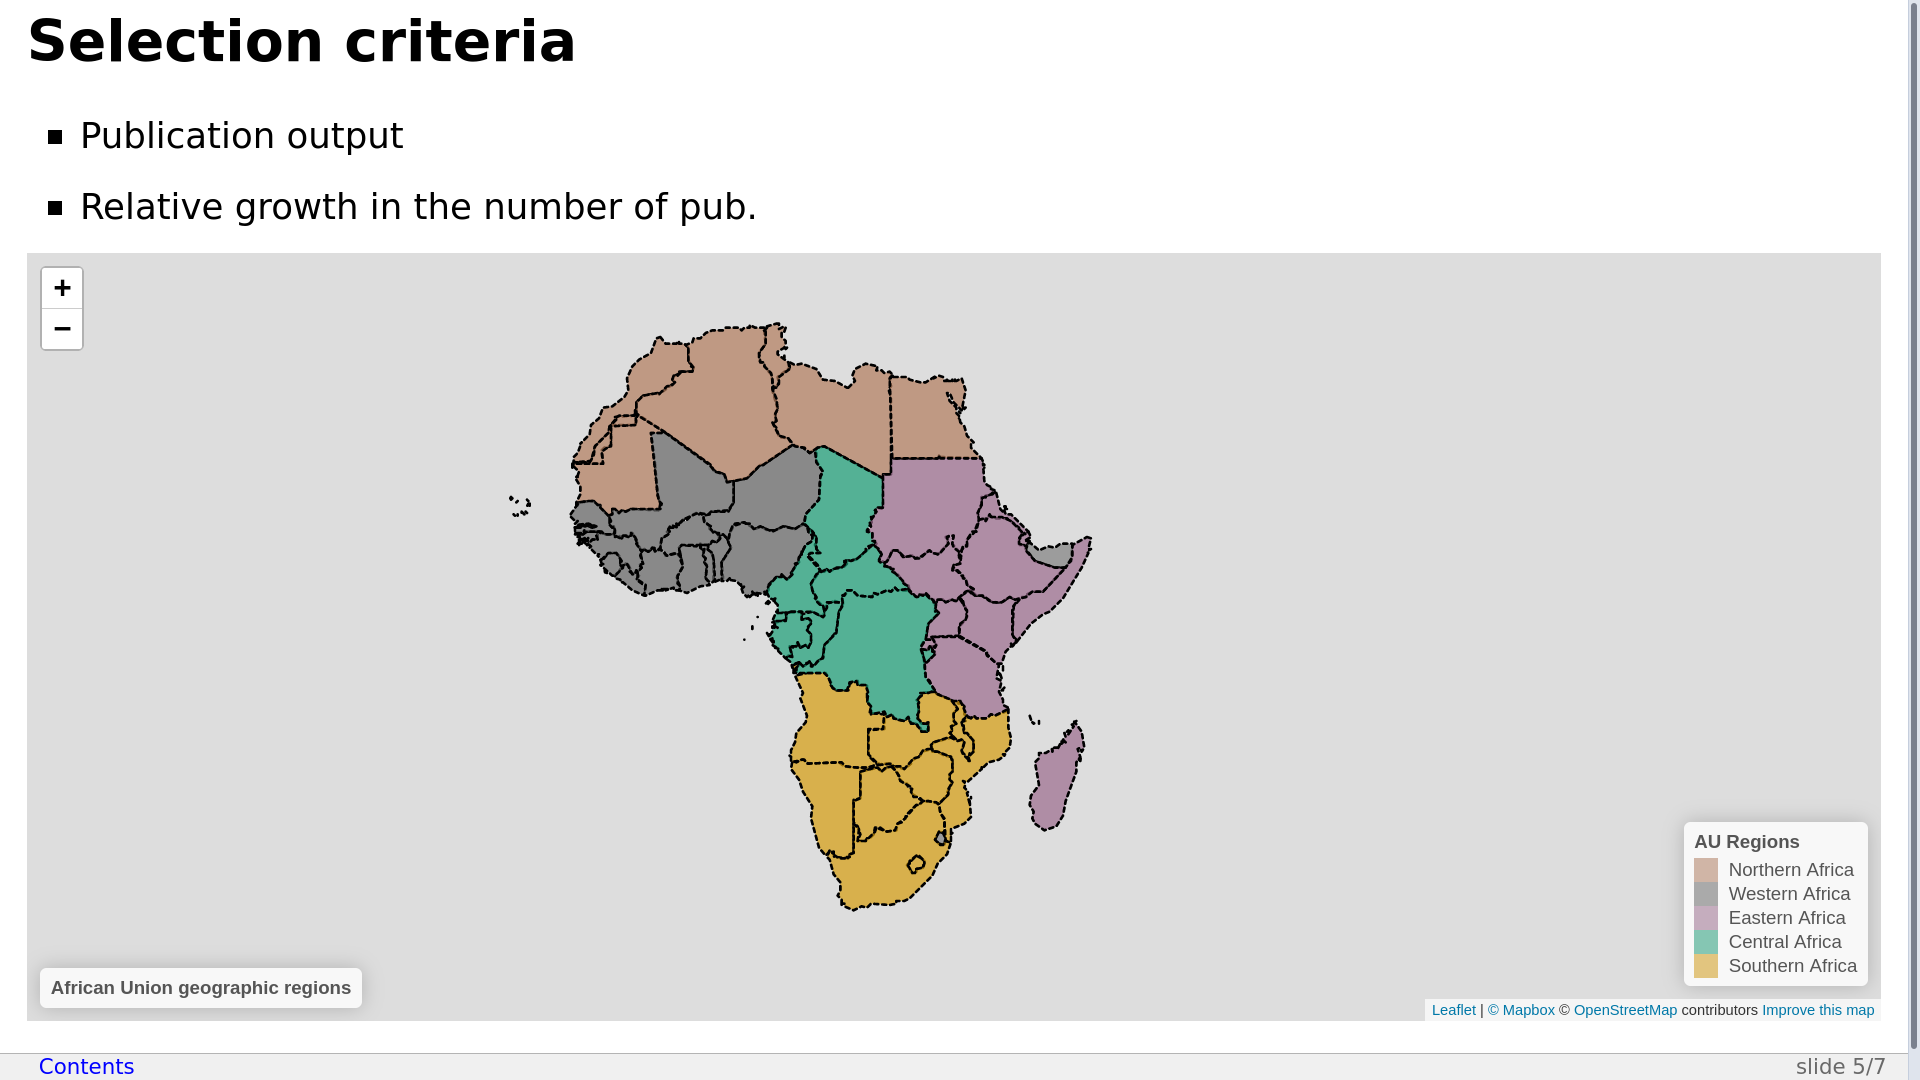 Selection criteria
Publication output
Relative growth in the number of pub.
+
−
AU Regions
Northern Africa
Western Africa
Eastern Africa
Central Africa
Southern Africa
African Union geographic regions
Leaflet | © Mapbox © OpenStreetMap contributors Improve this map
Contents
slide 5/7